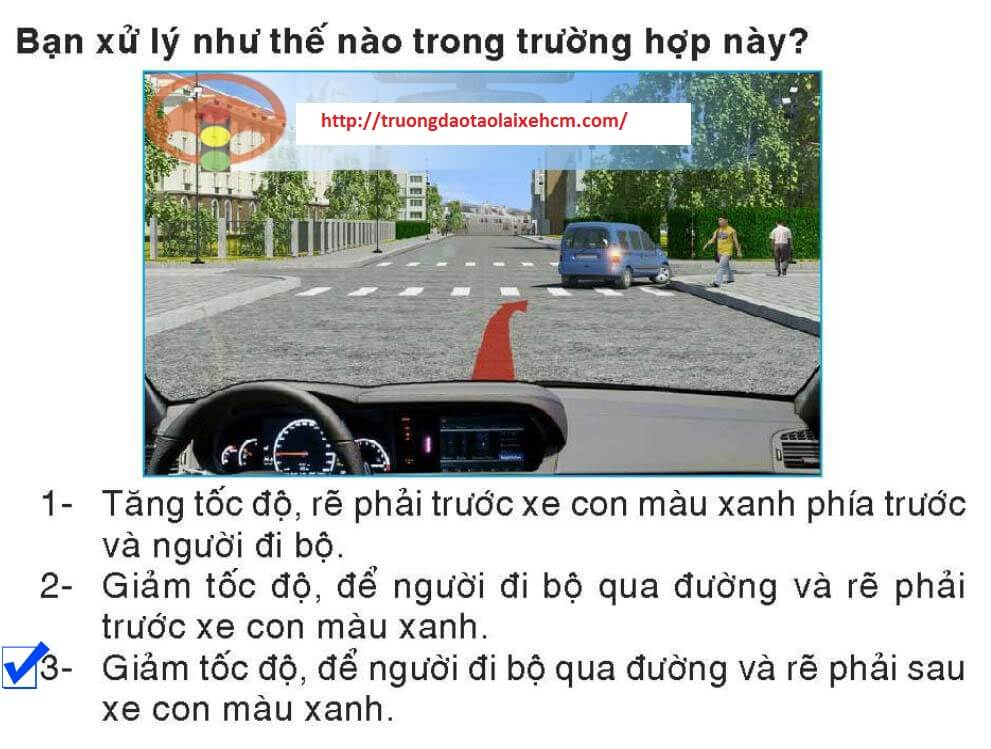 Bạn xử lý như thế nào trong trường hợp này?
http://truongdaotaolaixehcm.com/
1- Tăng tốc độ, rẽ phải trước xe con màu xanh phía trước
và người đi bộ.
2- Giảm tốc độ, để người đi bộ qua đường và rẽ phải
trước xe con màu xanh.
3- Giảm tốc độ, để người đi bộ qua đường và rẽ phải sau
xe con màu xanh.